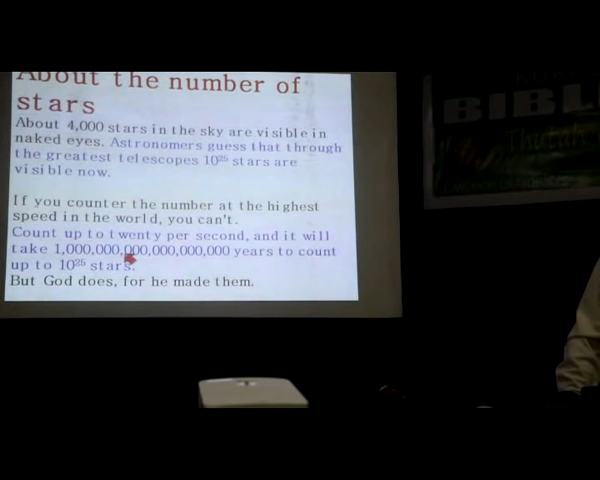 About the number of
stars
About 4,000 stars in the sky are visible in
naked eyes. Astronomers guess that through
the greatest telescopes 10²⁵ stars are
visible now.
If you counter the number at the highest
speed in the world, you can't.
Count up to twenty per second, and it will
take 1,000,000,000,000,000,000 years to count
up to 10²⁵ stars.
But God does, for he made them.
BIBL